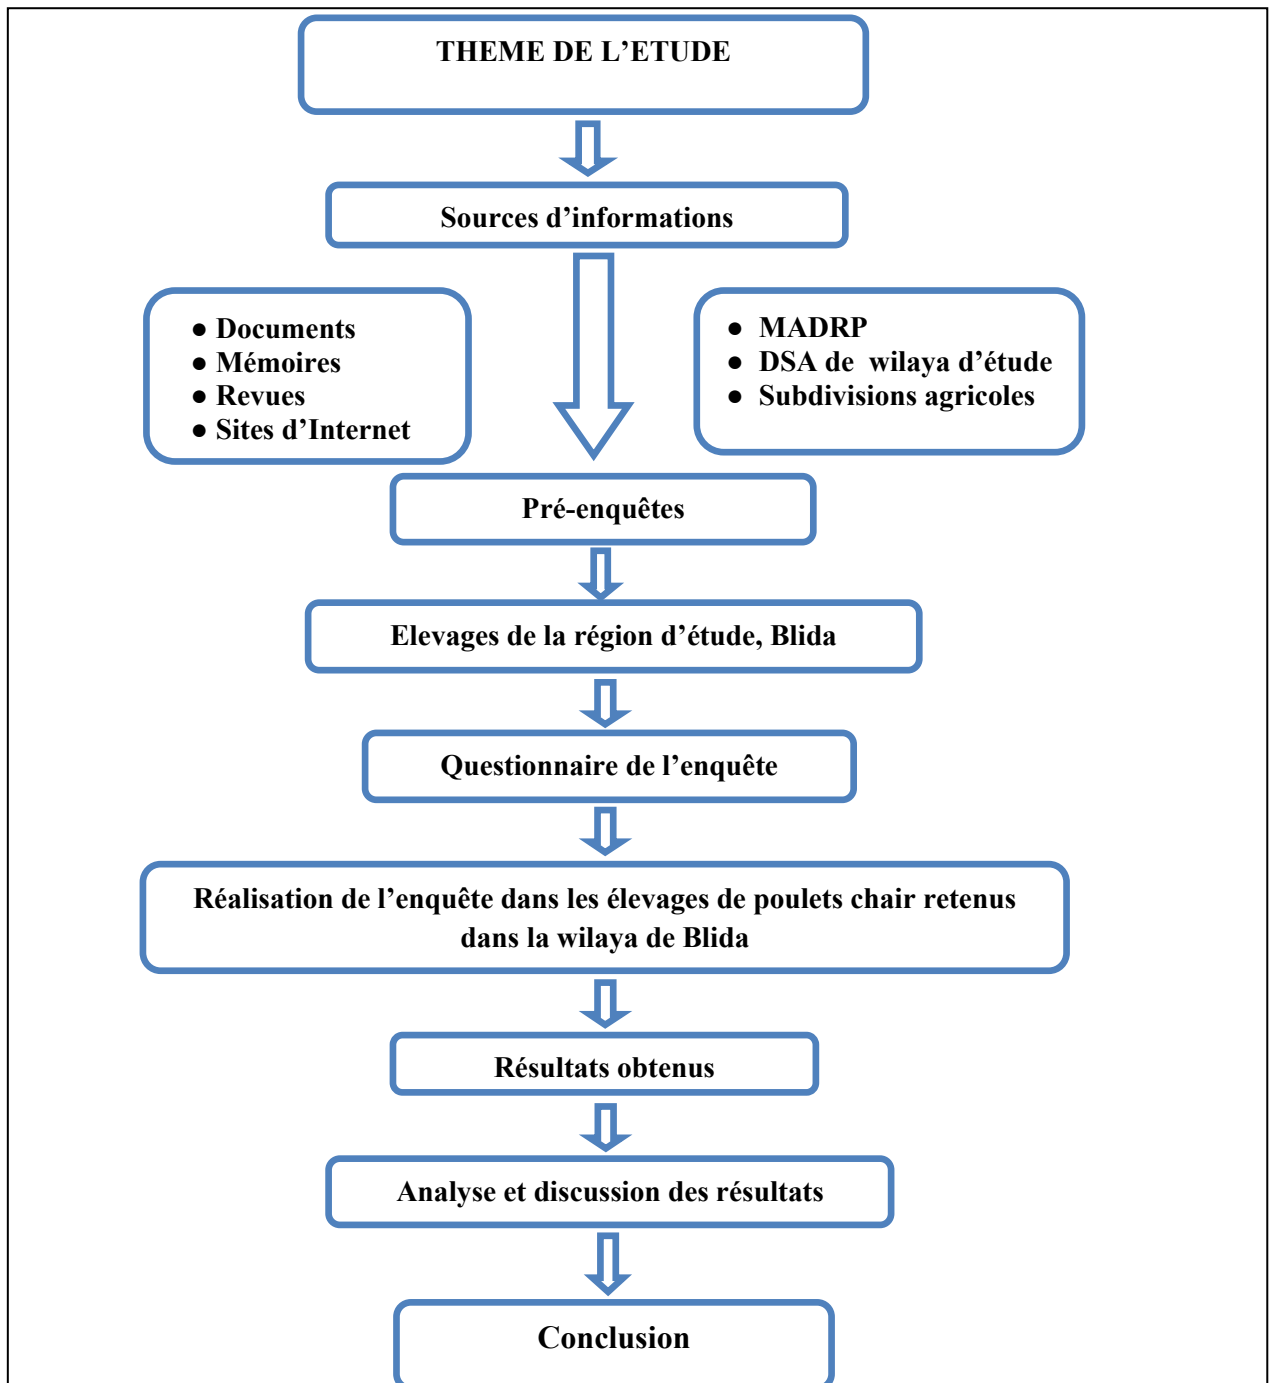 THEME DE L’ETUDE
Sources d’informations
● Documents
● Mémoires
● Revues
● Sites d’Internet
● MADRP
● DSA de wilaya d’étude
● Subdivisions agricoles
Pré-enquêtes
Elevages de la région d’étude, Blida
Questionnaire de l’enquête
Réalisation de l’enquête dans les élevages de poulets chair retenus
dans la wilaya de Blida
Résultats obtenus
Analyse et discussion des résultats
Conclusion